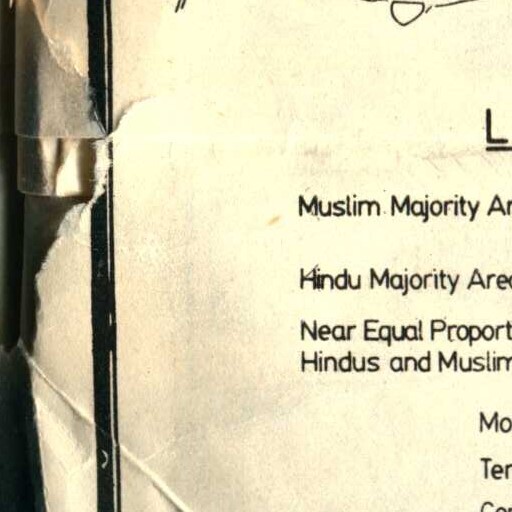 L
Muslim Majority Ar
Hindu Majority Area
Near Equal Proport
Hindus and Muslim
Mo
Ter